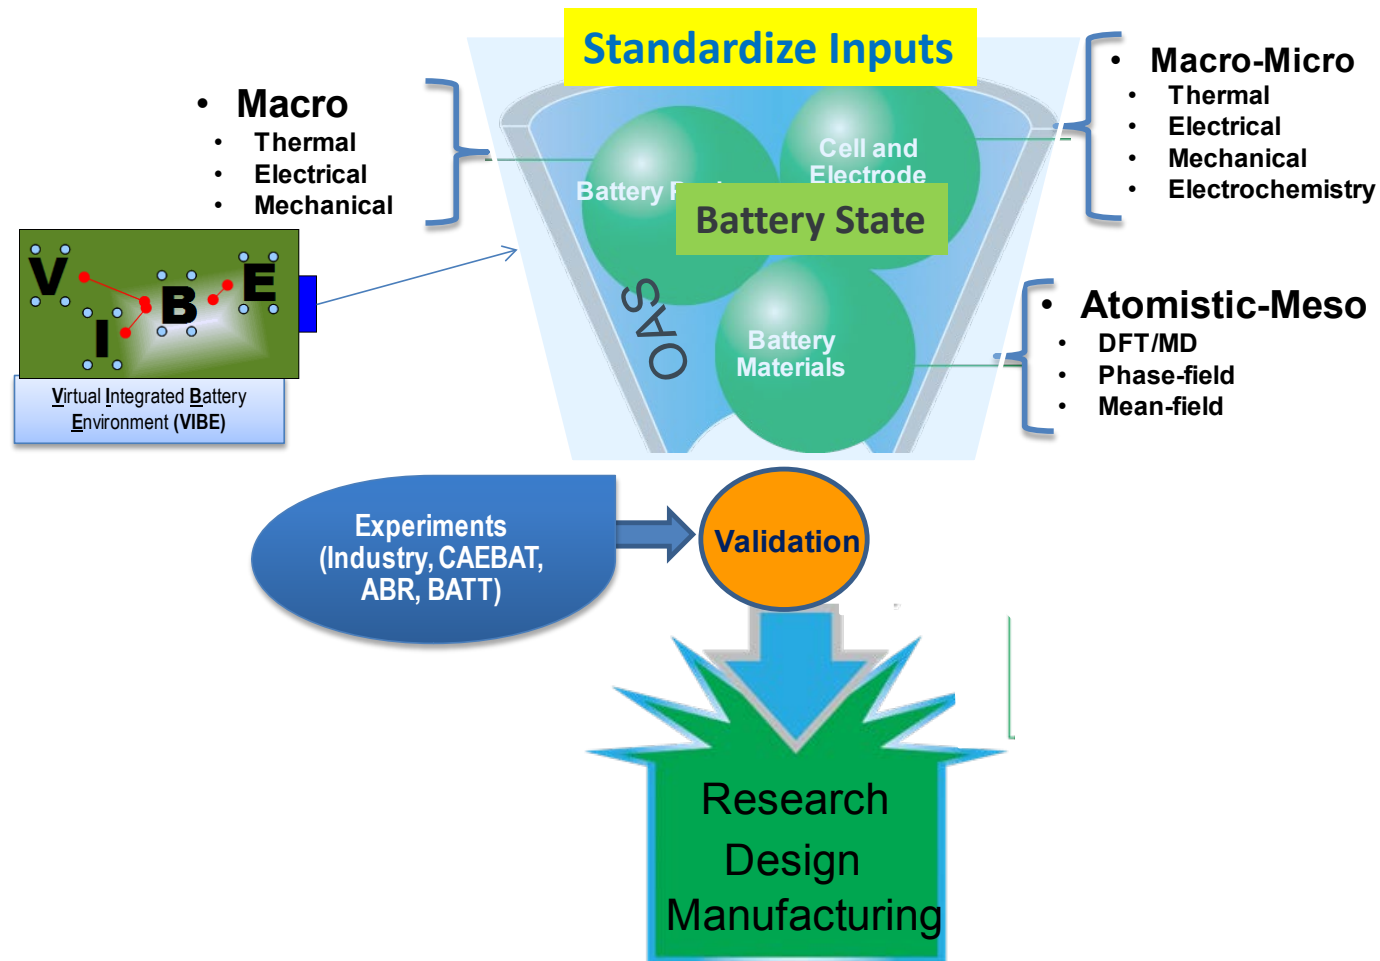 Standardize Inputs
• Macro
• Thermal
• Electrical
• Mechanical
• Macro-Micro
• Thermal
• Electrical
• Mechanical
• Electrochemistry
Cell and
Electrode
Battery
Battery State
OAS
Battery
Materials
V
I
B
E
Virtual Integrated Battery
Environment (VIBE)
• Atomistic-Meso
• DFT/MD
• Phase-field
• Mean-field
Experiments
(Industry, CAEBAT,
ABR, BATT)
Validation
Research
Design
Manufacturing